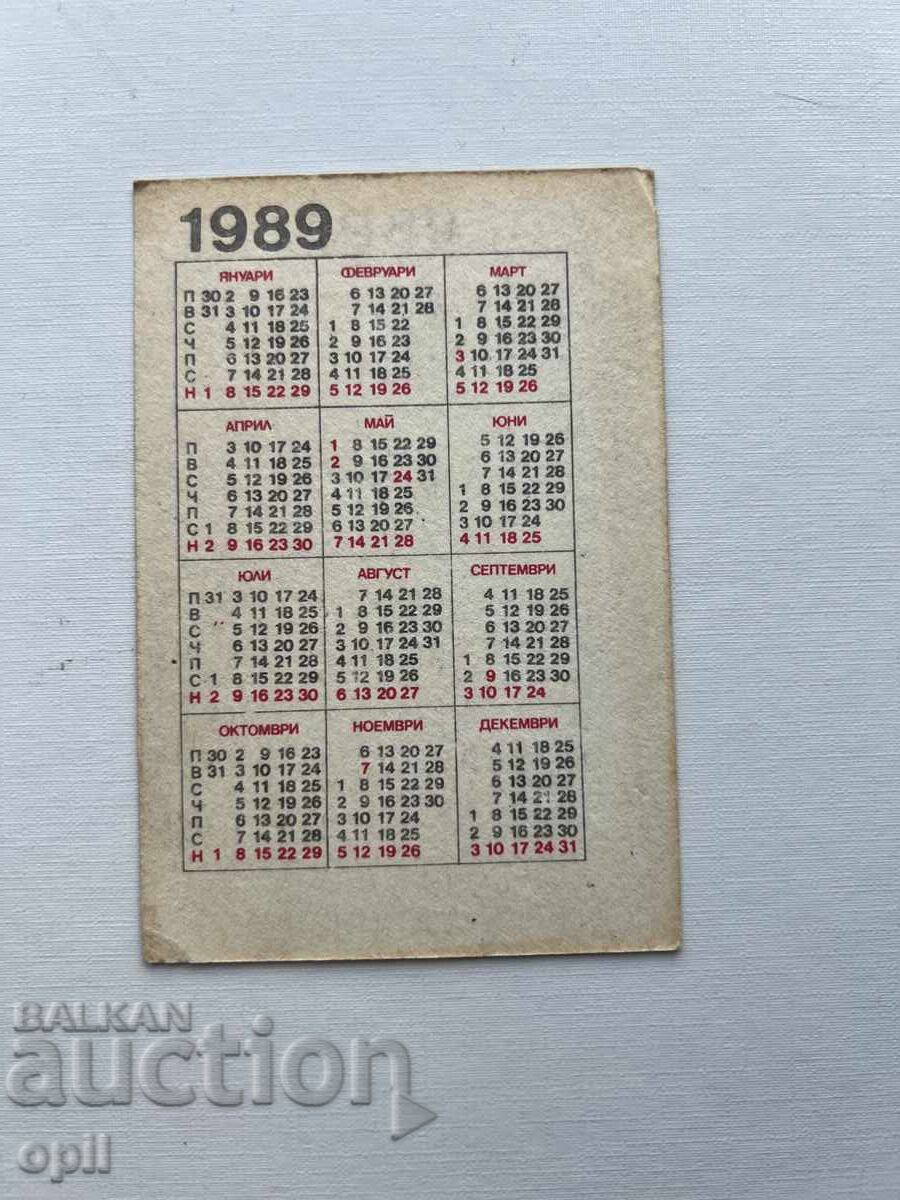 1989
ЯНУАРИ ФЕВРУАРИ МАРТ
П 30 2 9 16 23 6 13 20 27 6 13 20 27
В 31 3 10 17 24 7 14 21 28 7 14 21 28
С 4 11 18 25 1 8 15 22 1 8 15 22 29
Ч 5 12 19 26 2 9 16 23 2 9 16 23 30
П 6 13 20 27 3 10 17 24 3 10 17 24 31
С 7 14 21 28 4 11 18 25 4 11 18 25
Н 1 8 15 22 29 5 12 19 26 5 12 19 26
АПРИЛ МАЙ ЮНИ
П 3 10 17 24 1 8 15 22 29 5 12 19 26
В 4 11 18 25 2 9 16 23 30 6 13 20 27
С 5 12 19 26 3 10 17 24 31 7 14 21 28
Ч 6 13 20 27 4 11 18 25 1 8 15 22 29
П 7 14 21 28 5 12 19 26 2 9 16 23 30
С 1 8 15 22 29 6 13 20 27 3 10 17 24
Н 2 9 16 23 30 7 14 21 28 4 11 18 25
ЮЛИ АВГУСТ СЕПТЕМВРИ
П 31 3 10 17 24 7 14 21 28 4 11 18 25
В 4 11 18 25 1 8 15 22 29 5 12 19 26
С 5 12 19 26 2 9 16 23 30 6 13 20 27
Ч 6 13 20 27 3 10 17 24 31 7 14 21 28
П 7 14 21 28 4 11 18 25 1 8 15 22 29
С 1 8 15 22 29 5 12 19 26 2 9 16 23 30
Н 2 9 16 23 30 6 13 20 27 3 10 17 24
ОКТОМВРИ НОЕМВРИ ДЕКЕМВРИ
П 30 2 9 16 23 6 13 20 27 4 11 18 25
В 31 3 10 17 24 7 14 21 28 5 12 19 26
С 4 11 18 25 1 8 15 22 29 6 13 20 27
Ч 5 12 19 26 2 9 16 23 30 7 14 21 28
П 6 13 20 27 3 10 17 24 1 8 15 22 29
С 7 14 21 28 4 11 18 25 2 9 16 23 30
Н 1 8 15 22 29 5 12 19 26 3 10 17 24 31
BALKAN
auction
opll